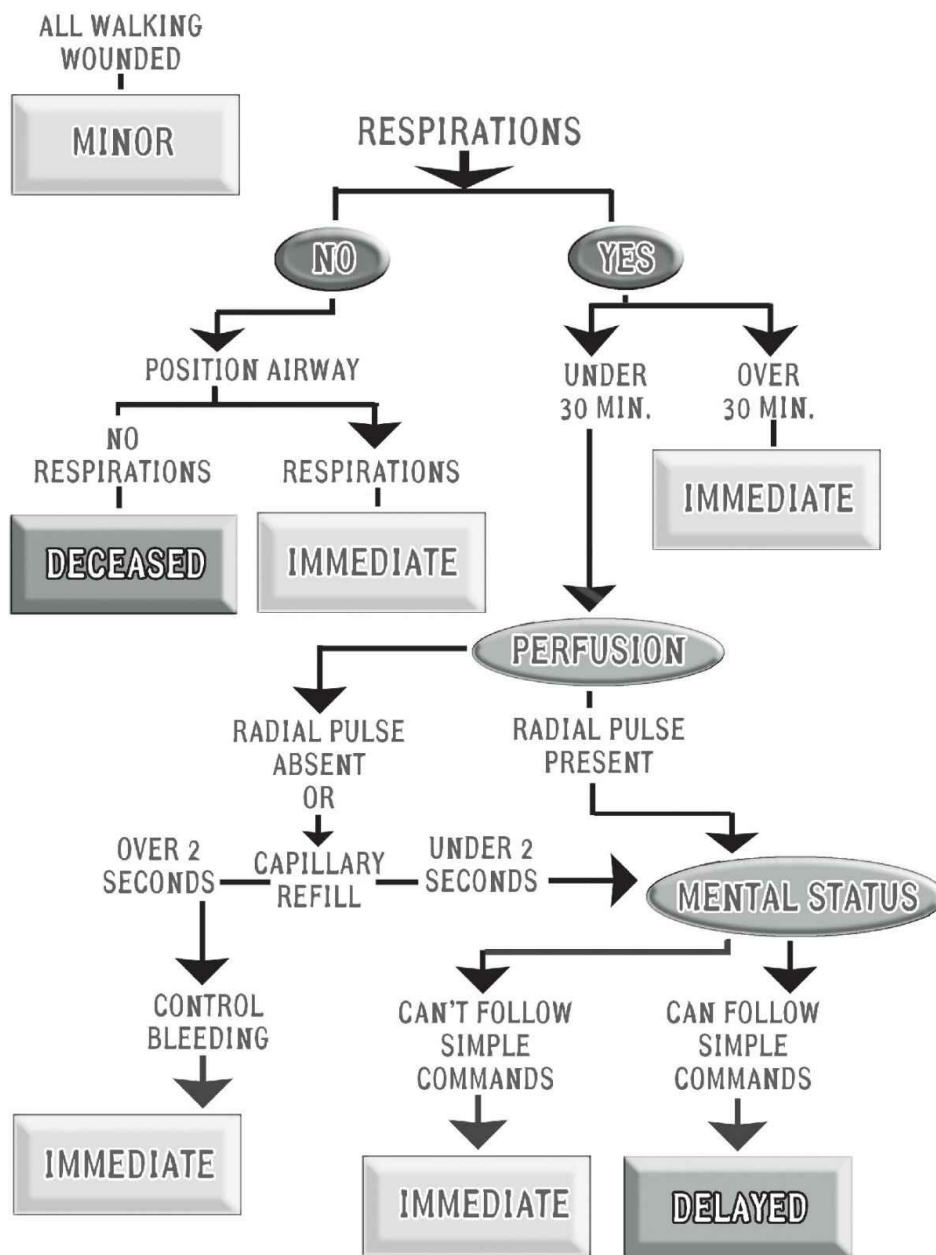 ALL WALKING
WOUNDED
MINOR
RESPIRATIONS
NO
YES
POSITION AIRWAY
UNDER
30 MIN.
OVER
30 MIN.
NO
RESPIRATIONS
RESPIRATIONS
IMMEDIATE
DECEASED
IMMEDIATE
PERFUSION
RADIAL PULSE
ABSENT
OR
RADIAL PULSE
PRESENT
OVER 2
SECONDS
CAPILLARY
REFILL
UNDER 2
SECONDS
MENTAL STATUS
CONTROL
BLEEDING
CAN'T FOLLOW
SIMPLE
COMMANDS
CAN FOLLOW
SIMPLE
COMMANDS
IMMEDIATE
IMMEDIATE
DELAYED